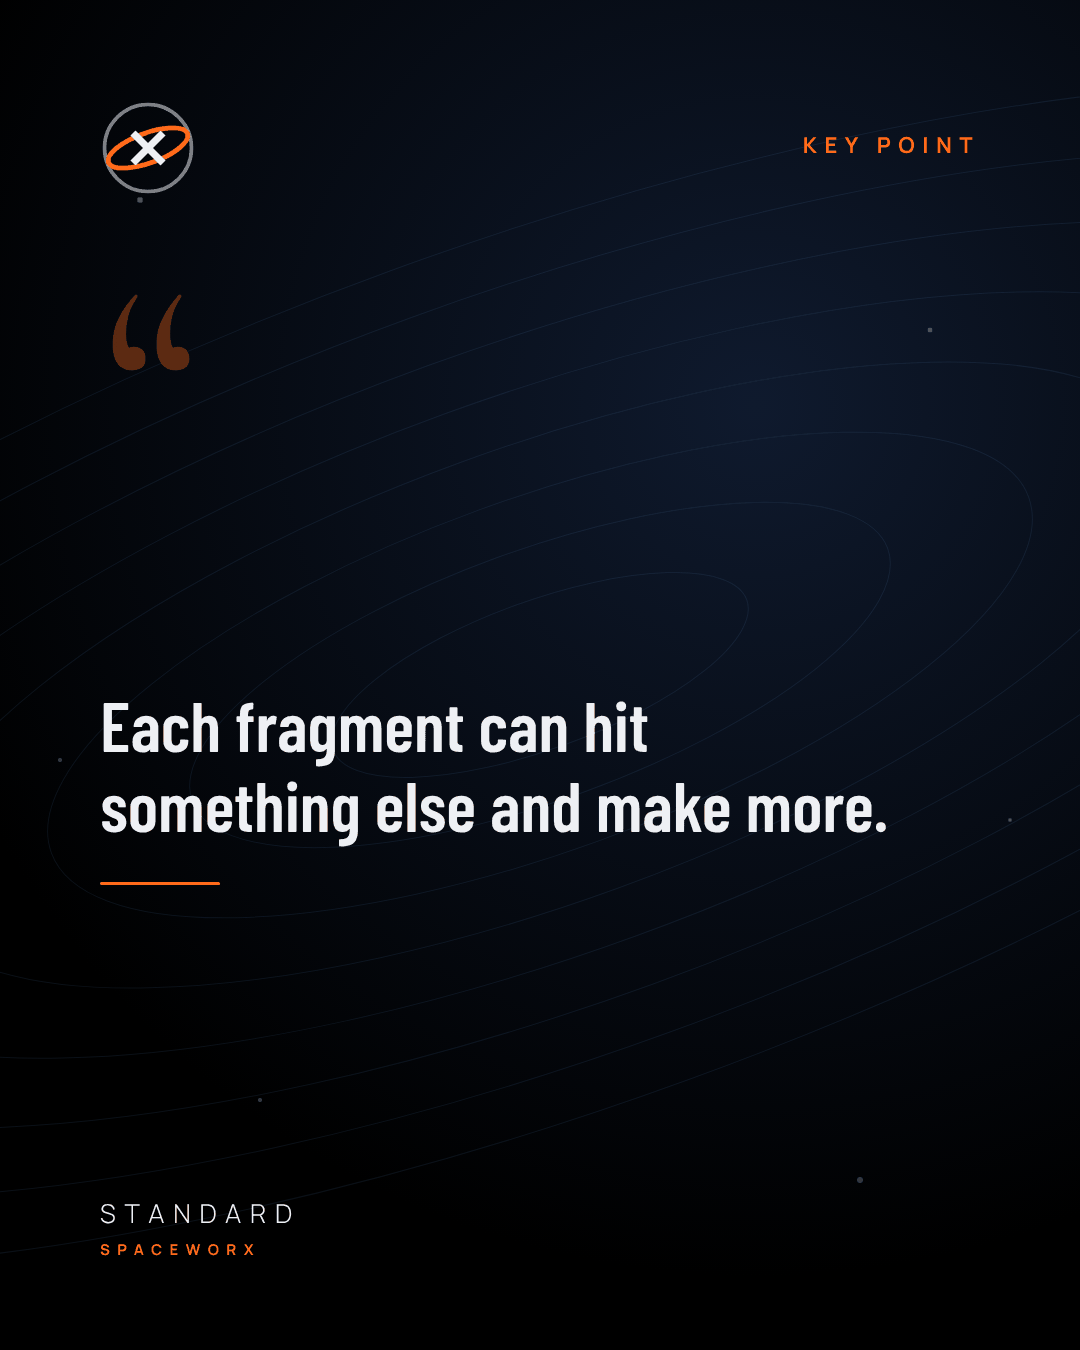 KEY POINT
“
Each fragment can hit
something else and make more.
STANDARD
SPACEWORX